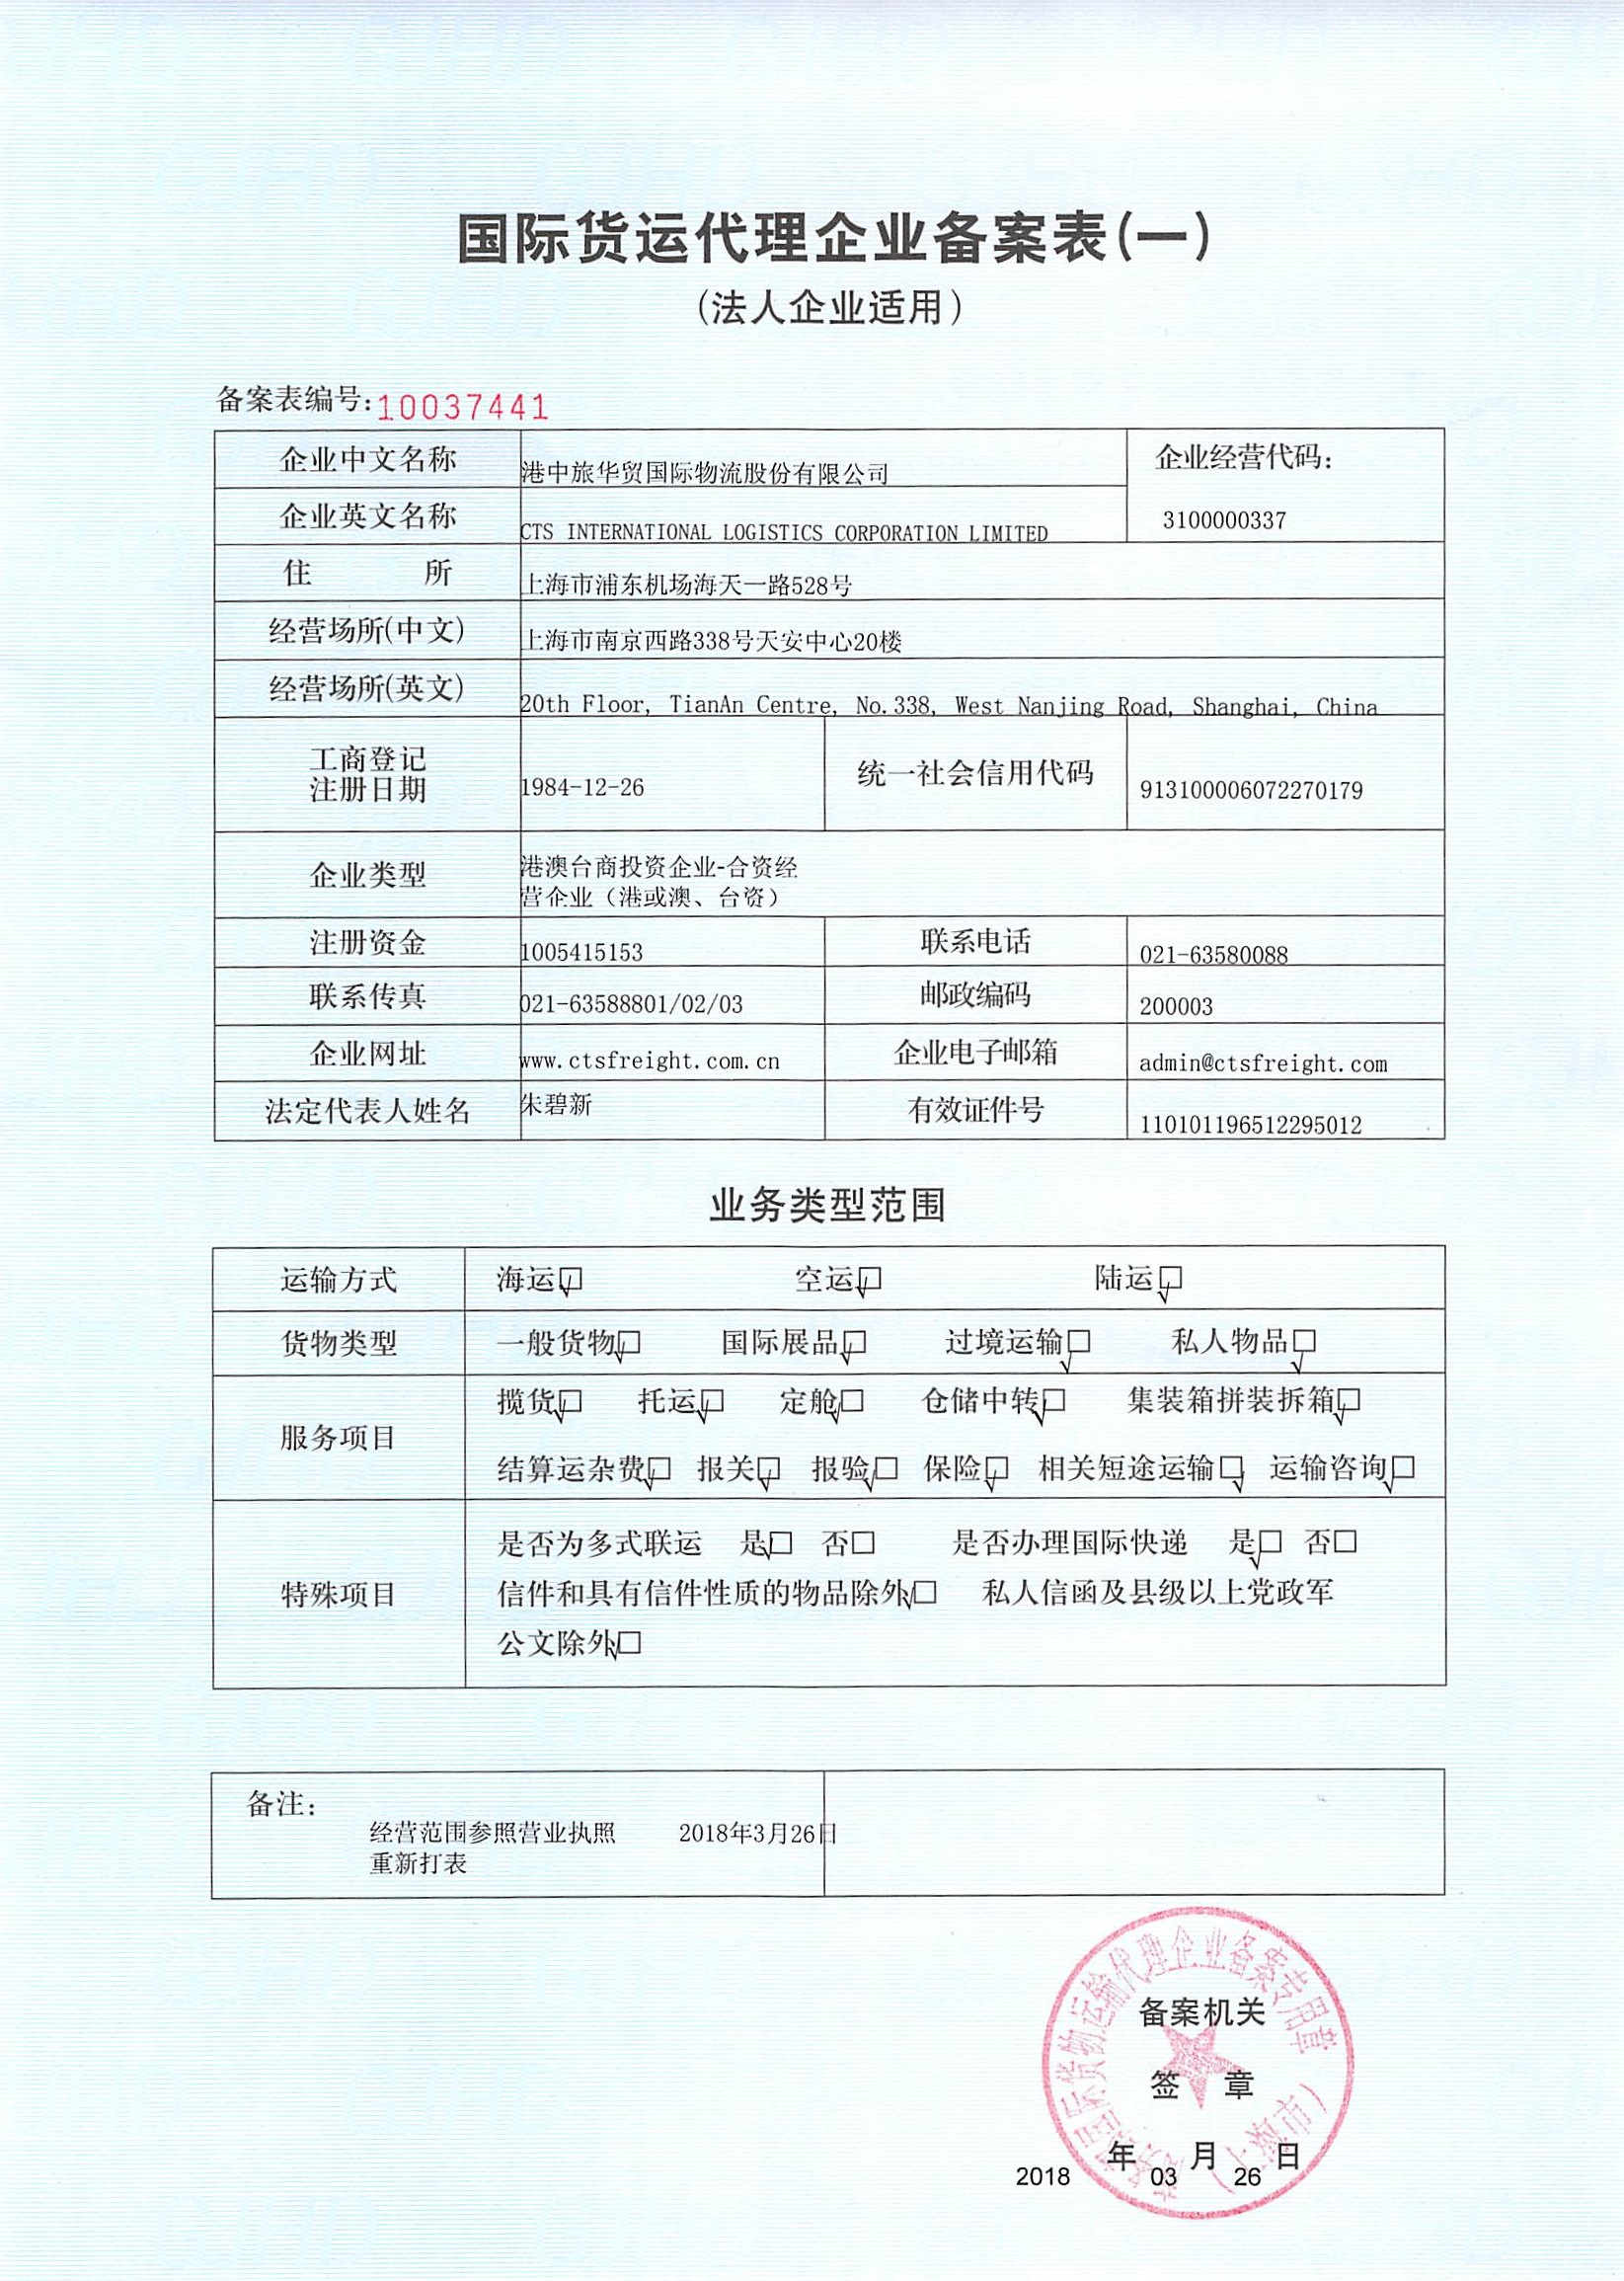 国际货运代理企业备案表(一)
(法人企业适用)
备案表编号:10037441
企业中文名称 港中旅华贸国际物流股份有限公司 企业经营代码:
企业英文名称 CTS INTERNATIONAL LOGISTICS CORPORATION LIMITED 3100000337
住 所 上海市浦东机场海天一路528号
经营场所(中文) 上海市南京西路338号天安中心20楼
经营场所(英文) 20th Floor, TianAn Centre, No.338, West Nanjing Road, Shanghai, China
工商登记
注册日期 1984-12-26 统一社会信用代码 913100006072270179
企业类型 港澳台商投资企业-合资经
营企业（港或澳、台资）
注册资金 1005415153 联系电话 021-63580088
联系传真 021-63588801/02/03 邮政编码 200003
企业网址 www.ctsfreight.com.cn 企业电子邮箱 admin@ctsfreight.com
法定代表人姓名 朱碧新 有效证件号 110101196512295012
业务类型范围
运输方式 海运☑ 空运☑ 陆运☑
货物类型 一般货物☑ 国际展品☑ 过境运输☑ 私人物品☑
服务项目 揽货☑ 托运☑ 定舱☑ 仓储中转☑ 集装箱拼装拆箱☑
结算运杂费☑ 报关☑ 报验☑ 保险☑ 相关短途运输☑ 运输咨询☑
特殊项目 是否为多式联运 是☑ 否□ 是否办理国际快递 是☑ 否□
信件和具有信件性质的物品除外☑ 私人信函及县级以上党政军
公文除外☑
备注:
经营范围参照营业执照 2018年3月26日
重新打表
国际货物运输代理企业备案专用章
备案机关
签 章
2018 年 03 月 26 日